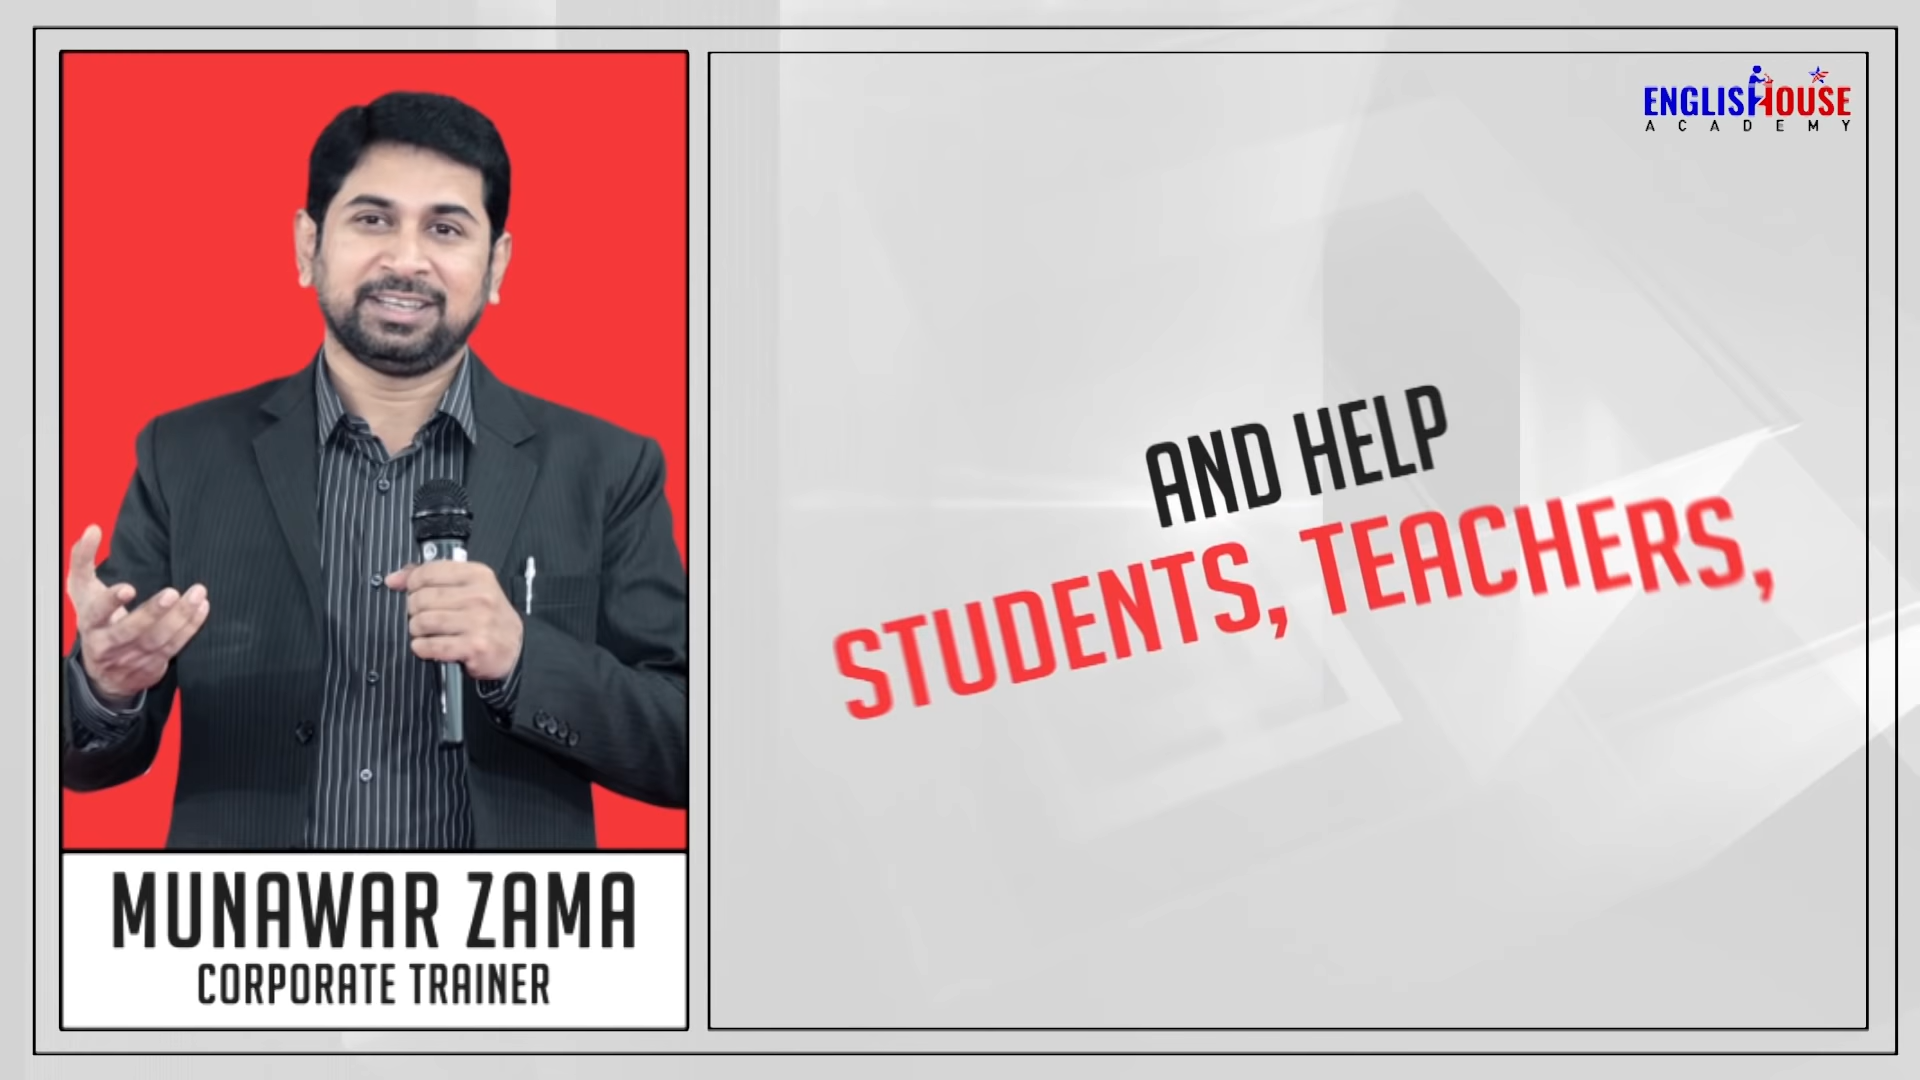 ENGLISHOUSE
ACADEMY
AND HELP
STUDENTS, TEACHERS,
MUNAWAR ZAMA
CORPORATE TRAINER